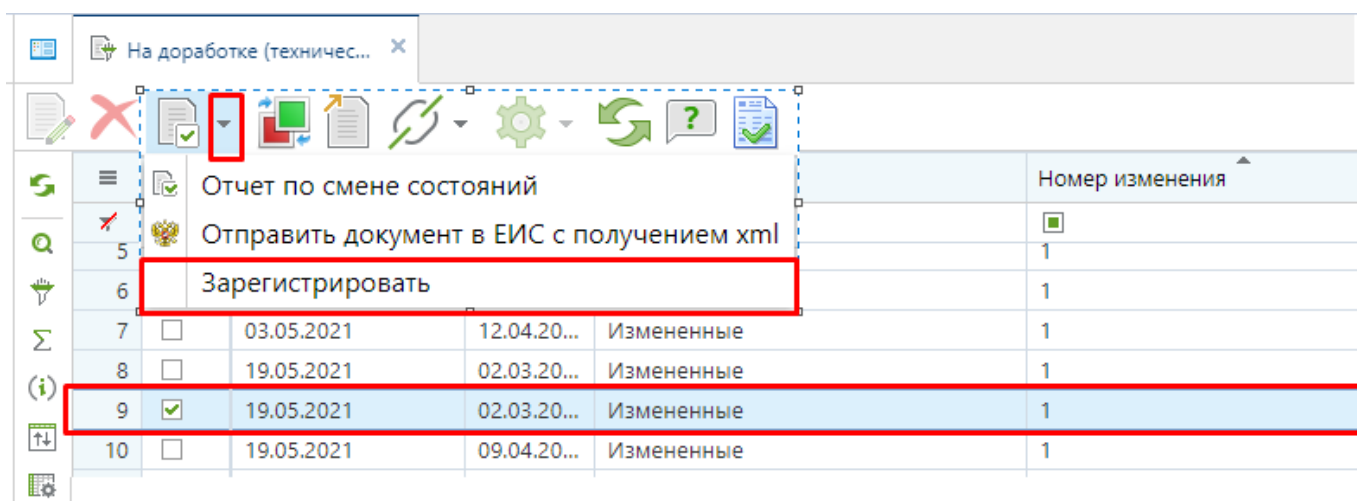 На доработке (техничес...
?
Отчет по смене состояний
Номер изменения
Отправить документ в ЕИС с получением xml
5 1
Зарегистрировать
6 1
7 03.05.2021 12.04.20... Измененные 1
8 19.05.2021 02.03.20... Измененные 1
9 19.05.2021 02.03.20... Измененные 1
10 19.05.2021 09.04.20... Измененные 1